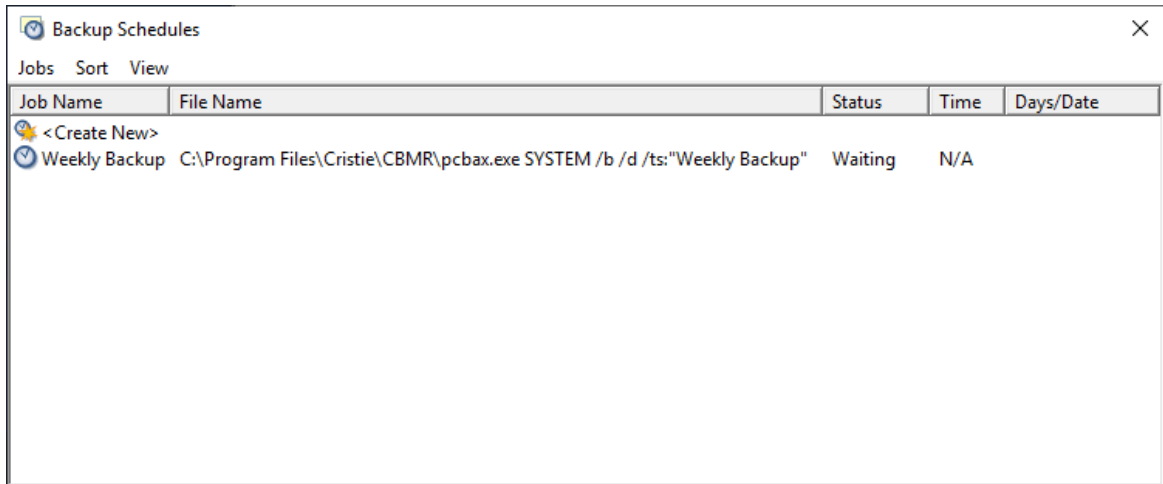 Backup Schedules
Jobs Sort View
Job Name File Name Status Time Days/Date
<Create New>
Weekly Backup C:\Program Files\Cristie\CBMR\pcbax.exe SYSTEM /b /d /ts:"Weekly Backup" Waiting N/A